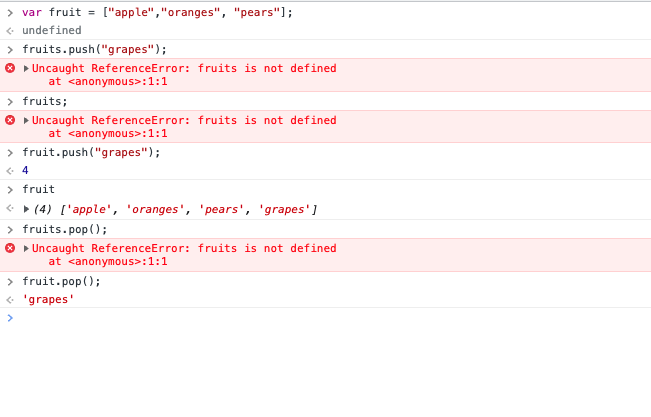 var fruit = ["apple","oranges", "pears"];
undefined
fruits.push("grapes");
Uncaught ReferenceError: fruits is not defined
at <anonymous>:1:1
fruits;
Uncaught ReferenceError: fruits is not defined
at <anonymous>:1:1
fruit.push("grapes");
4
fruit
(4) ['apple', 'oranges', 'pears', 'grapes']
fruits.pop();
Uncaught ReferenceError: fruits is not defined
at <anonymous>:1:1
fruit.pop();
'grapes'